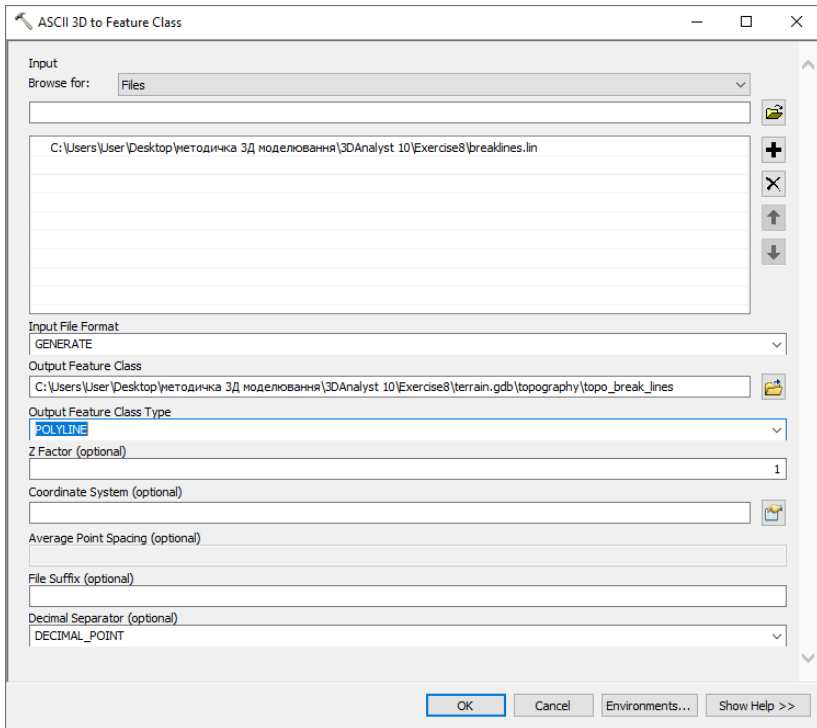 ASCII 3D to Feature Class
Input
Browse for: Files
C:\Users\User\Desktop\методичка 3Д моделювання\3DAnalyst 10\Exercise8\breaklines.lin
Input File Format
GENERATE
Output Feature Class
C:\Users\User\Desktop\методичка 3Д моделювання\3DAnalyst 10\Exercise8\terrain.gdb\topography\topo_break_lines
Output Feature Class Type
POLYLINE
Z Factor (optional)
1
Coordinate System (optional)
Average Point Spacing (optional)
File Suffix (optional)
Decimal Separator (optional)
DECIMAL_POINT
OK Cancel Environments... Show Help >>